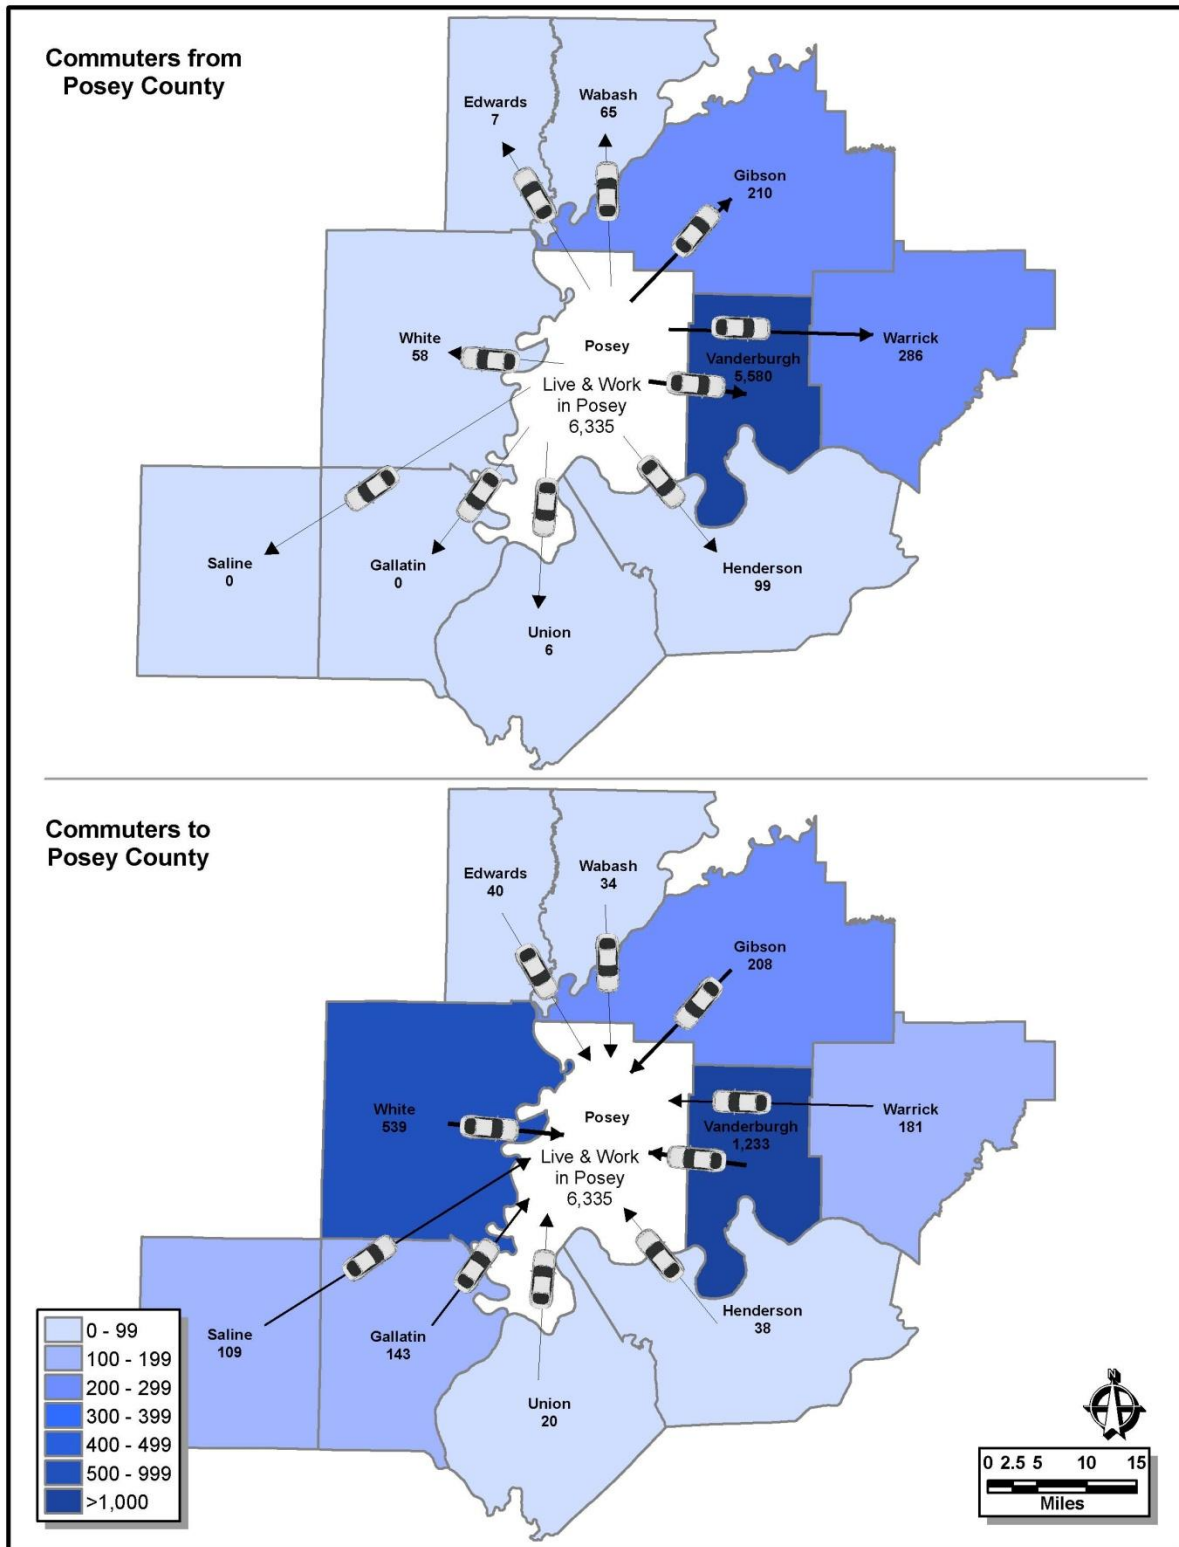 Commuters from
Posey County
Edwards
7
Wabash
65
Gibson
210
White
58
Posey
Live & Work
in Posey
6,335
Vanderburgh
5,580
Warrick
286
Saline
0
Gallatin
0
Union
6
Henderson
99
Commuters to
Posey County
Edwards
40
Wabash
34
Gibson
208
White
539
Posey
Live & Work
in Posey
6,335
Vanderburgh
1,233
Warrick
181
Saline
109
Gallatin
143
Union
20
Henderson
38
0 - 99
100 - 199
200 - 299
300 - 399
400 - 499
500 - 999
>1,000
N
0 2.5 5 10 15
Miles